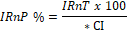 IRnP % = IRnT x 100
* CI